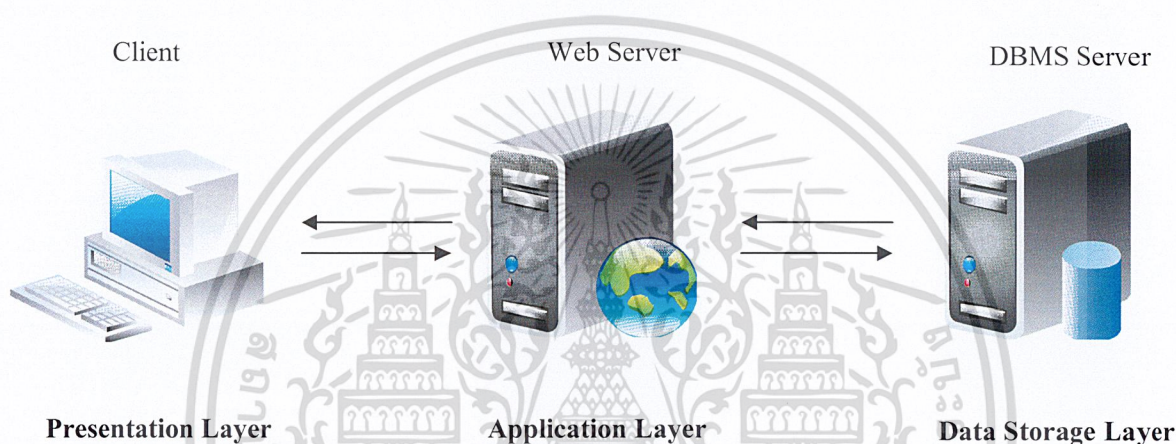 Client
Web Server
DBMS Server
Presentation Layer
Application Layer
Data Storage Layer